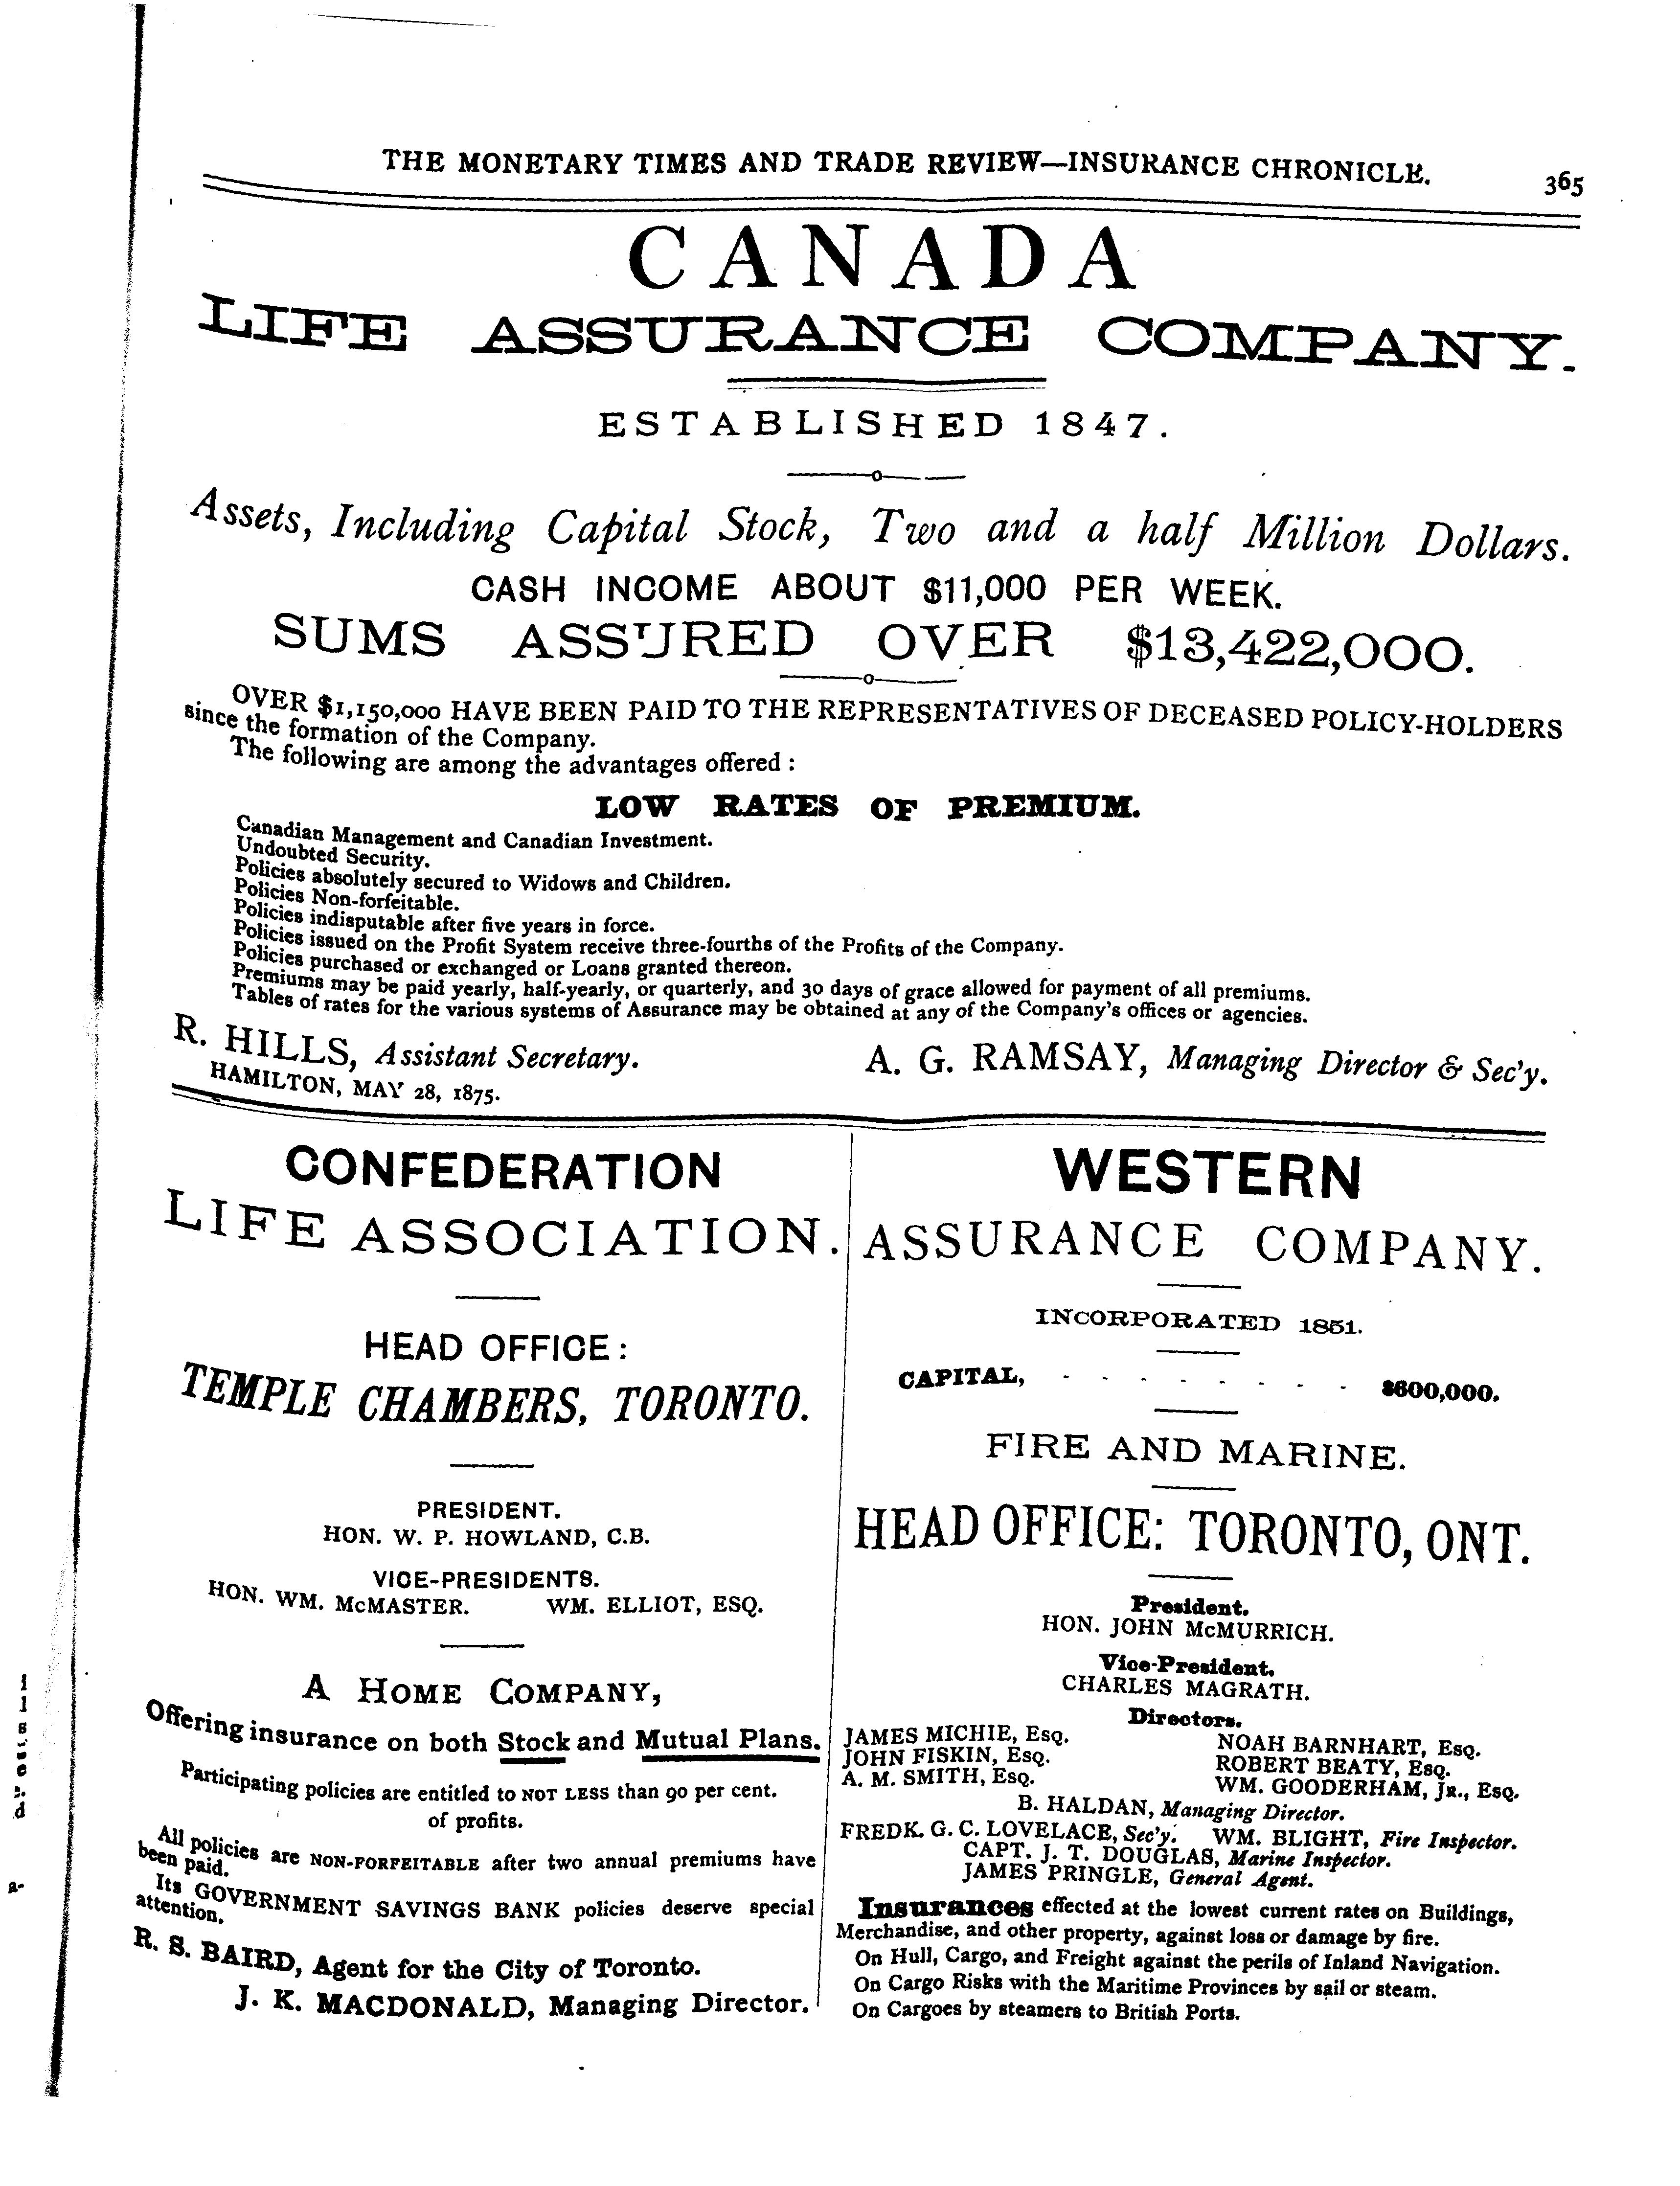 THE MONETARY TIMES AND TRADE REVIEW—INSURANCE CHRONICLE. 365
CANADA
LIFE ASSURANCE COMPANY.
ESTABLISHED 1847.
Assets, Including Capital Stock, Two and a half Million Dollars.
CASH INCOME ABOUT $11,000 PER WEEK.
SUMS ASSURED OVER $13,422,000.
OVER $1,150,000 HAVE BEEN PAID TO THE REPRESENTATIVES OF DECEASED POLICY-HOLDERS
since the formation of the Company.
The following are among the advantages offered:
LOW RATES OF PREMIUM.
Canadian Management and Canadian Investment.
Undoubted Security.
Policies absolutely secured to Widows and Children.
Policies Non-forfeitable.
Policies indisputable after five years in force.
Policies issued on the Profit System receive three-fourths of the Profits of the Company.
Policies purchased or exchanged or Loans granted thereon.
Premiums may be paid yearly, half-yearly, or quarterly, and 30 days of grace allowed for payment of all premiums.
Tables of rates for the various systems of Assurance may be obtained at any of the Company's offices or agencies.
R. HILLS, Assistant Secretary. A. G. RAMSAY, Managing Director & Sec'y.
HAMILTON, MAY 28, 1875.
CONFEDERATION
LIFE ASSOCIATION.
HEAD OFFICE:
TEMPLE CHAMBERS, TORONTO.
PRESIDENT.
HON. W. P. HOWLAND, C.B.
VICE-PRESIDENTS.
HON. WM. McMASTER. WM. ELLIOT, ESQ.
A HOME COMPANY,
Offering insurance on both Stock and Mutual Plans.
Participating policies are entitled to NOT LESS than 90 per cent.
of profits.
All policies are NON-FORFEITABLE after two annual premiums have
been paid.
Its GOVERNMENT SAVINGS BANK policies deserve special
attention.
R. S. BAIRD, Agent for the City of Toronto.
J. K. MACDONALD, Managing Director.
WESTERN
ASSURANCE COMPANY.
INCORPORATED 1851.
CAPITAL, - - - - - - - - $600,000.
FIRE AND MARINE.
HEAD OFFICE: TORONTO, ONT.
President.
HON. JOHN McMURRICH.
Vice-President.
CHARLES MAGRATH.
Directors.
JAMES MICHIE, Esq. NOAH BARNHART, Esq.
JOHN FISKIN, Esq. ROBERT BEATY, Esq.
A. M. SMITH, Esq. WM. GOODERHAM, Jr., Esq.
B. HALDAN, Managing Director.
FREDK. G. C. LOVELACE, Sec'y. WM. BLIGHT, Fire Inspector.
CAPT. J. T. DOUGLAS, Marine Inspector.
JAMES PRINGLE, General Agent.
Insurances effected at the lowest current rates on Buildings,
Merchandise, and other property, against loss or damage by fire.
On Hull, Cargo, and Freight against the perils of Inland Navigation.
On Cargo Risks with the Maritime Provinces by sail or steam.
On Cargoes by steamers to British Ports.